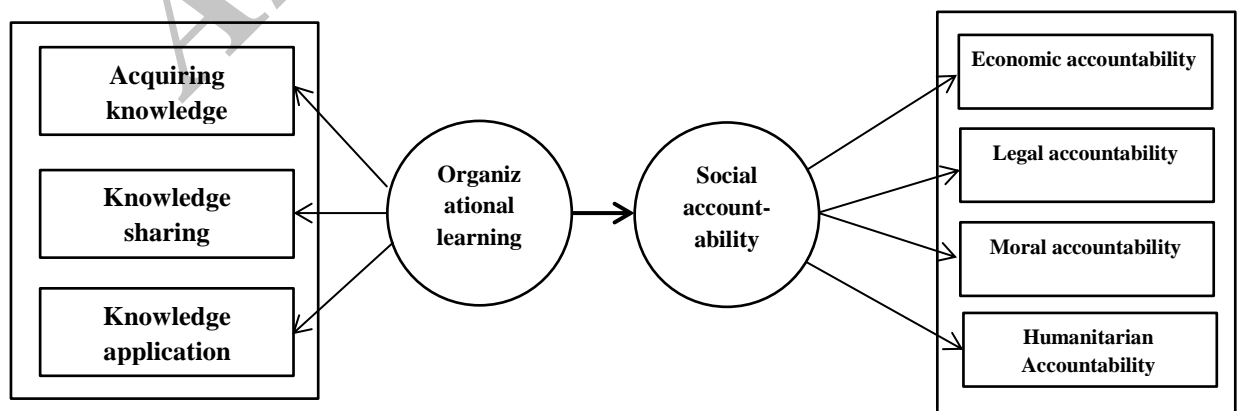 Acquiring
knowledge
Knowledge
sharing
Knowledge
application
Organiz
ational
learning
Social
account-
ability
Economic accountability
Legal accountability
Moral accountability
Humanitarian
Accountability